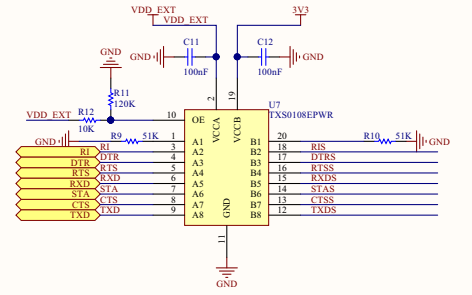 VDD_EXT
VDD_EXT
3V3
GND
C11
100nF
C12
100nF
GND
GND
R11
120K
2
19
U7
TXS0108EPWR
VDD_EXT
R12
10K
10
OE
VCCA
VCCB
GND
R9
51K
1
A1
B1
20
R10
51K
GND
RI
RI
3
A2
B2
18
RIS
DTR
DTR
4
A3
B3
17
DTRS
RTS
RTS
5
A4
B4
16
RTSS
RXD
RXD
6
A5
B5
15
RXDS
STA
STA
7
A6
B6
14
STAS
CTS
CTS
8
A7
B7
13
CTSS
TXD
TXD
9
A8
B8
12
TXDS
GND
11
GND